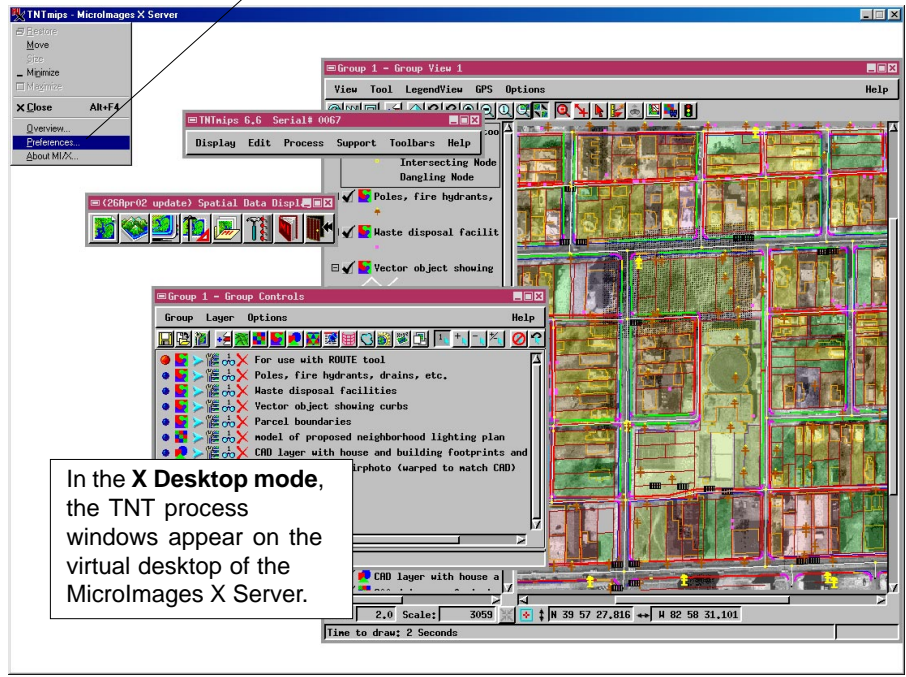 TNTmips - MicroImages X Server
Restore
Move
Size
Minimize
Maximize
Close Alt+F4
Overview...
Preferences...
About MI/X...
Group 1 - Group View 1
View Tool LegendView GPS Options Help
TNTmips 6.6 Serial# 0067
Display Edit Process Support Toolbars Help
Intersecting Node
Dangling Node
Poles, fire hydrants,
(26Apr02 update) Spatial Data Displ
Waste disposal facilit
Vector object showing
Group 1 - Group Controls
Group Layer Options Help
For use with ROUTE tool
Poles, fire hydrants, drains, etc.
Waste disposal facilities
Vector object showing curbs
Parcel boundaries
model of proposed neighborhood lighting plan
CAD layer with house and building footprints and
irphoto (warped to match CAD)
In the X Desktop mode,
the TNT process
windows appear on the
virtual desktop of the
MicroImages X Server.
CAD layer with house a
2.0 Scale: 3059 N 39 57 27.816 W 82 58 31.101
Time to draw: 2 Seconds